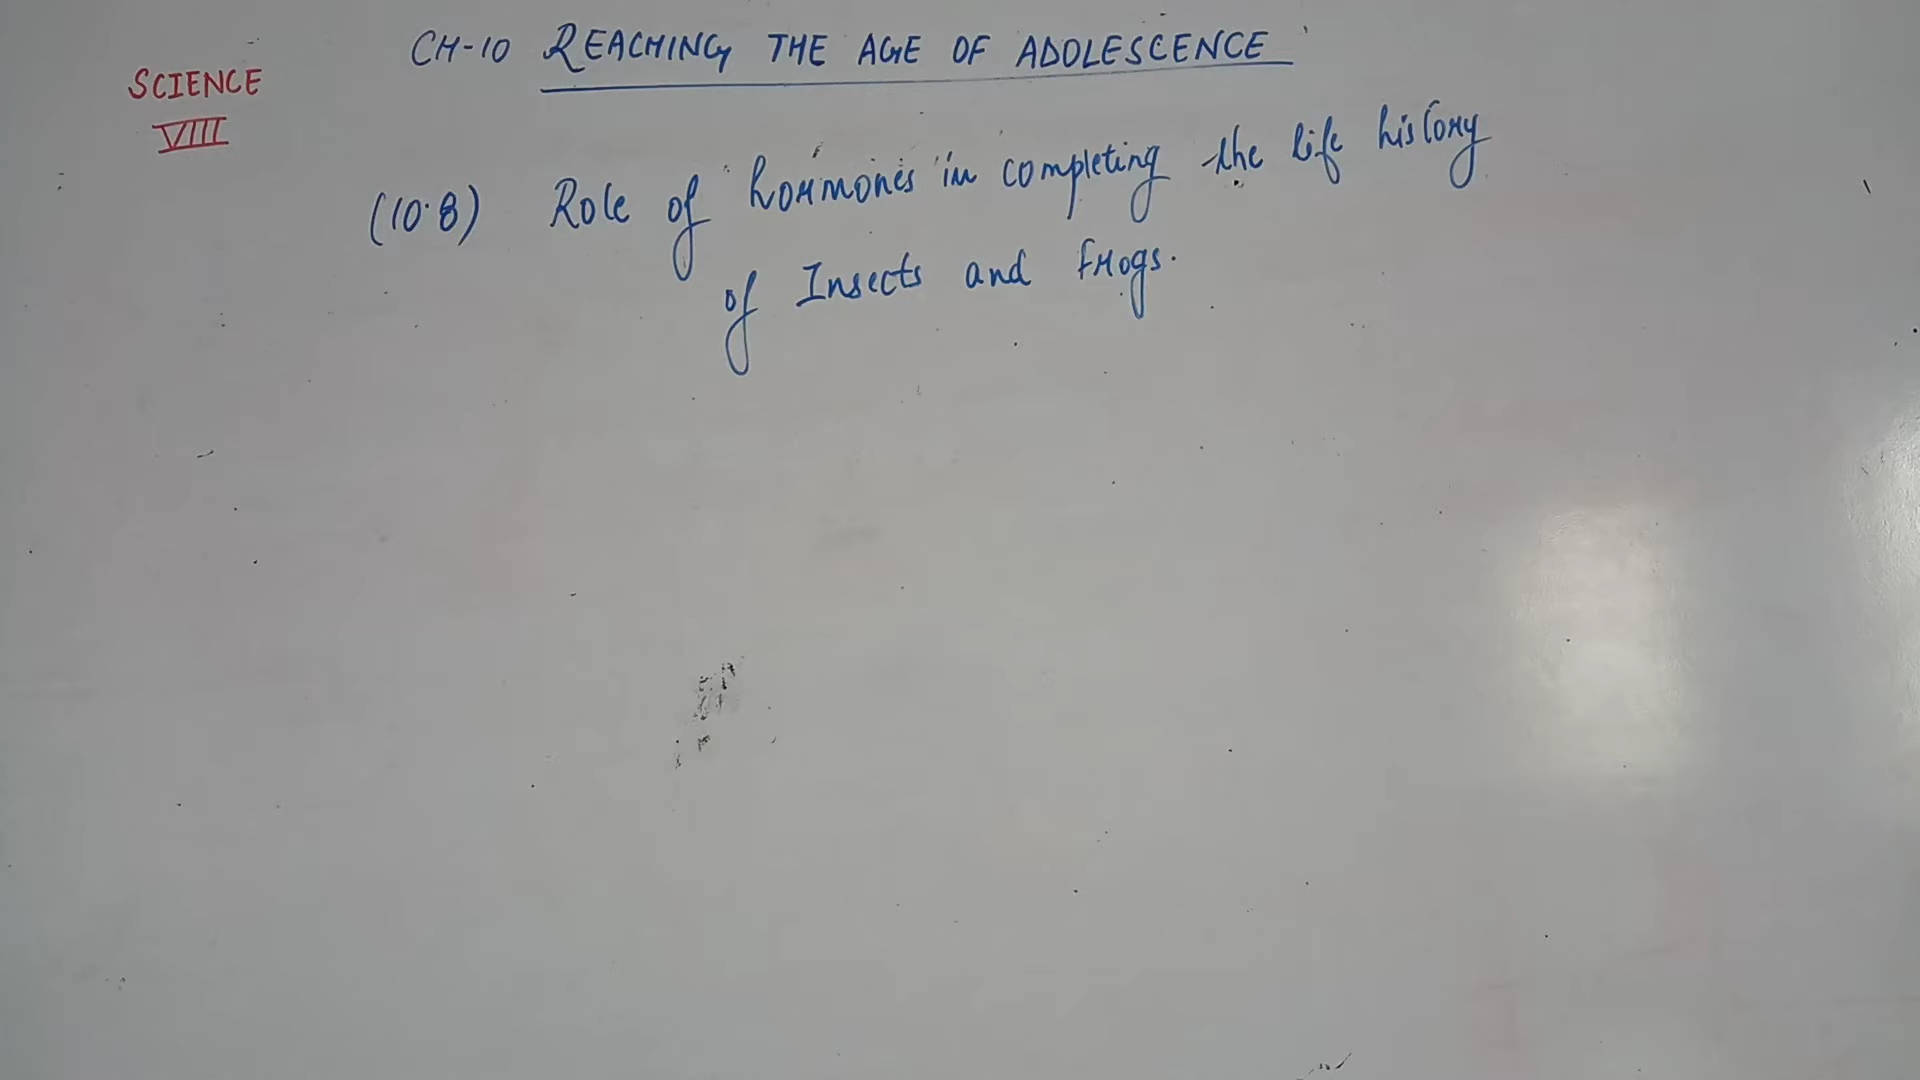 CH-10 REACHING THE AGE OF ADOLESCENCE
SCIENCE
VIII
(10.8) Role of hormones in completing the life history
of Insects and frogs.